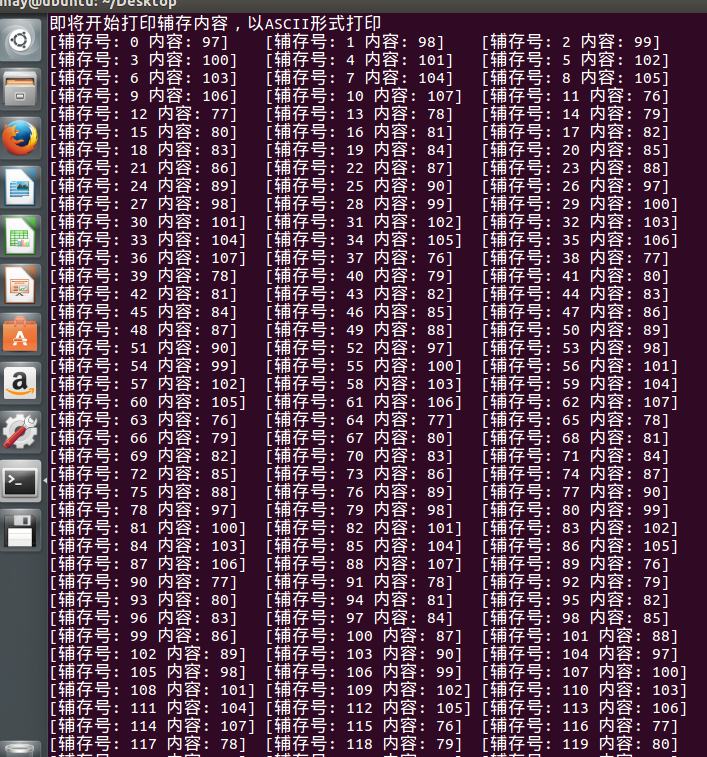 may@ubuntu: ~/Desktop
即将开始打印辅存内容，以ASCII形式打印
[辅存号: 0 内容: 97] [辅存号: 1 内容: 98] [辅存号: 2 内容: 99]
[辅存号: 3 内容: 100] [辅存号: 4 内容: 101] [辅存号: 5 内容: 102]
[辅存号: 6 内容: 103] [辅存号: 7 内容: 104] [辅存号: 8 内容: 105]
[辅存号: 9 内容: 106] [辅存号: 10 内容: 107] [辅存号: 11 内容: 76]
[辅存号: 12 内容: 77] [辅存号: 13 内容: 78] [辅存号: 14 内容: 79]
[辅存号: 15 内容: 80] [辅存号: 16 内容: 81] [辅存号: 17 内容: 82]
[辅存号: 18 内容: 83] [辅存号: 19 内容: 84] [辅存号: 20 内容: 85]
[辅存号: 21 内容: 86] [辅存号: 22 内容: 87] [辅存号: 23 内容: 88]
[辅存号: 24 内容: 89] [辅存号: 25 内容: 90] [辅存号: 26 内容: 97]
[辅存号: 27 内容: 98] [辅存号: 28 内容: 99] [辅存号: 29 内容: 100]
[辅存号: 30 内容: 101] [辅存号: 31 内容: 102] [辅存号: 32 内容: 103]
[辅存号: 33 内容: 104] [辅存号: 34 内容: 105] [辅存号: 35 内容: 106]
[辅存号: 36 内容: 107] [辅存号: 37 内容: 76] [辅存号: 38 内容: 77]
[辅存号: 39 内容: 78] [辅存号: 40 内容: 79] [辅存号: 41 内容: 80]
[辅存号: 42 内容: 81] [辅存号: 43 内容: 82] [辅存号: 44 内容: 83]
[辅存号: 45 内容: 84] [辅存号: 46 内容: 85] [辅存号: 47 内容: 86]
[辅存号: 48 内容: 87] [辅存号: 49 内容: 88] [辅存号: 50 内容: 89]
[辅存号: 51 内容: 90] [辅存号: 52 内容: 97] [辅存号: 53 内容: 98]
[辅存号: 54 内容: 99] [辅存号: 55 内容: 100] [辅存号: 56 内容: 101]
[辅存号: 57 内容: 102] [辅存号: 58 内容: 103] [辅存号: 59 内容: 104]
[辅存号: 60 内容: 105] [辅存号: 61 内容: 106] [辅存号: 62 内容: 107]
[辅存号: 63 内容: 76] [辅存号: 64 内容: 77] [辅存号: 65 内容: 78]
[辅存号: 66 内容: 79] [辅存号: 67 内容: 80] [辅存号: 68 内容: 81]
[辅存号: 69 内容: 82] [辅存号: 70 内容: 83] [辅存号: 71 内容: 84]
[辅存号: 72 内容: 85] [辅存号: 73 内容: 86] [辅存号: 74 内容: 87]
[辅存号: 75 内容: 88] [辅存号: 76 内容: 89] [辅存号: 77 内容: 90]
[辅存号: 78 内容: 97] [辅存号: 79 内容: 98] [辅存号: 80 内容: 99]
[辅存号: 81 内容: 100] [辅存号: 82 内容: 101] [辅存号: 83 内容: 102]
[辅存号: 84 内容: 103] [辅存号: 85 内容: 104] [辅存号: 86 内容: 105]
[辅存号: 87 内容: 106] [辅存号: 88 内容: 107] [辅存号: 89 内容: 76]
[辅存号: 90 内容: 77] [辅存号: 91 内容: 78] [辅存号: 92 内容: 79]
[辅存号: 93 内容: 80] [辅存号: 94 内容: 81] [辅存号: 95 内容: 82]
[辅存号: 96 内容: 83] [辅存号: 97 内容: 84] [辅存号: 98 内容: 85]
[辅存号: 99 内容: 86] [辅存号: 100 内容: 87] [辅存号: 101 内容: 88]
[辅存号: 102 内容: 89] [辅存号: 103 内容: 90] [辅存号: 104 内容: 97]
[辅存号: 105 内容: 98] [辅存号: 106 内容: 99] [辅存号: 107 内容: 100]
[辅存号: 108 内容: 101] [辅存号: 109 内容: 102] [辅存号: 110 内容: 103]
[辅存号: 111 内容: 104] [辅存号: 112 内容: 105] [辅存号: 113 内容: 106]
[辅存号: 114 内容: 107] [辅存号: 115 内容: 76] [辅存号: 116 内容: 77]
[辅存号: 117 内容: 78] [辅存号: 118 内容: 79] [辅存号: 119 内容: 80]